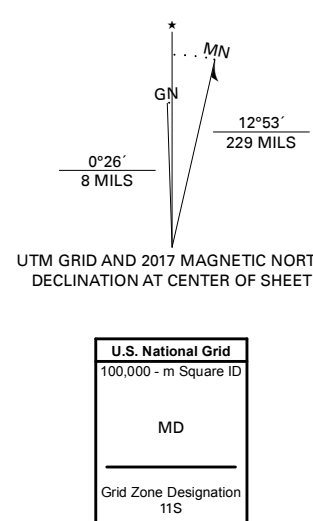 ★
MN
GN
12°53´
229 MILS
0°26´
8 MILS
UTM GRID AND 2017 MAGNETIC NORT
DECLINATION AT CENTER OF SHEET
U.S. National Grid
100,000 - m Square ID
MD
Grid Zone Designation
11S